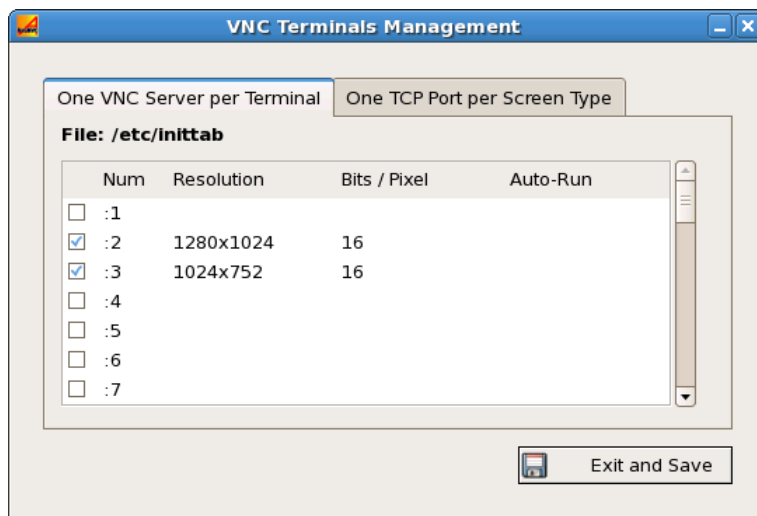 VNC Terminals Management
One VNC Server per Terminal One TCP Port per Screen Type
File: /etc/inittab
Num Resolution Bits / Pixel Auto-Run
:1
:2 1280x1024 16
:3 1024x752 16
:4
:5
:6
:7
Exit and Save